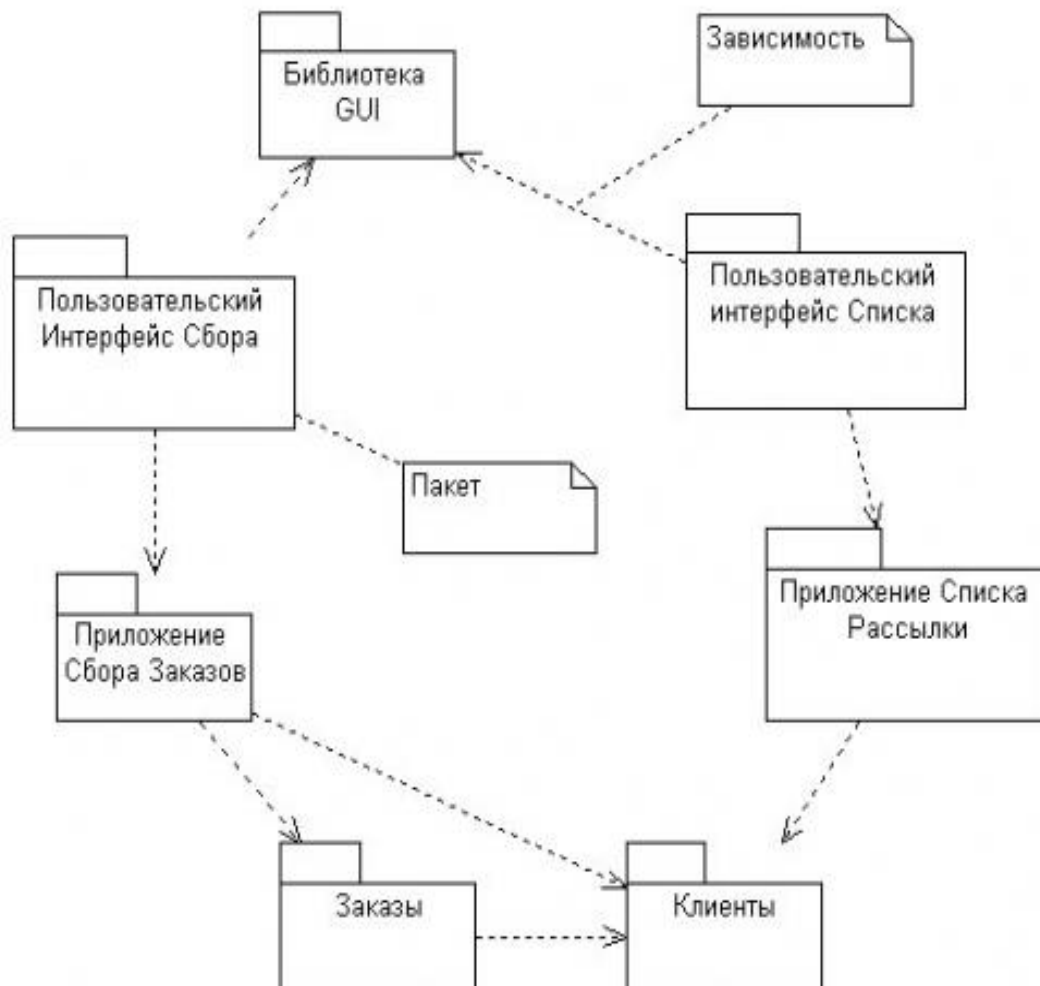 Библиотека
GUI
Зависимость
Пользовательский
Интерфейс Сбора
Пользовательский
интерфейс Списка
Пакет
Приложение
Сбора Заказов
Приложение Списка
Рассылки
Заказы
Клиенты